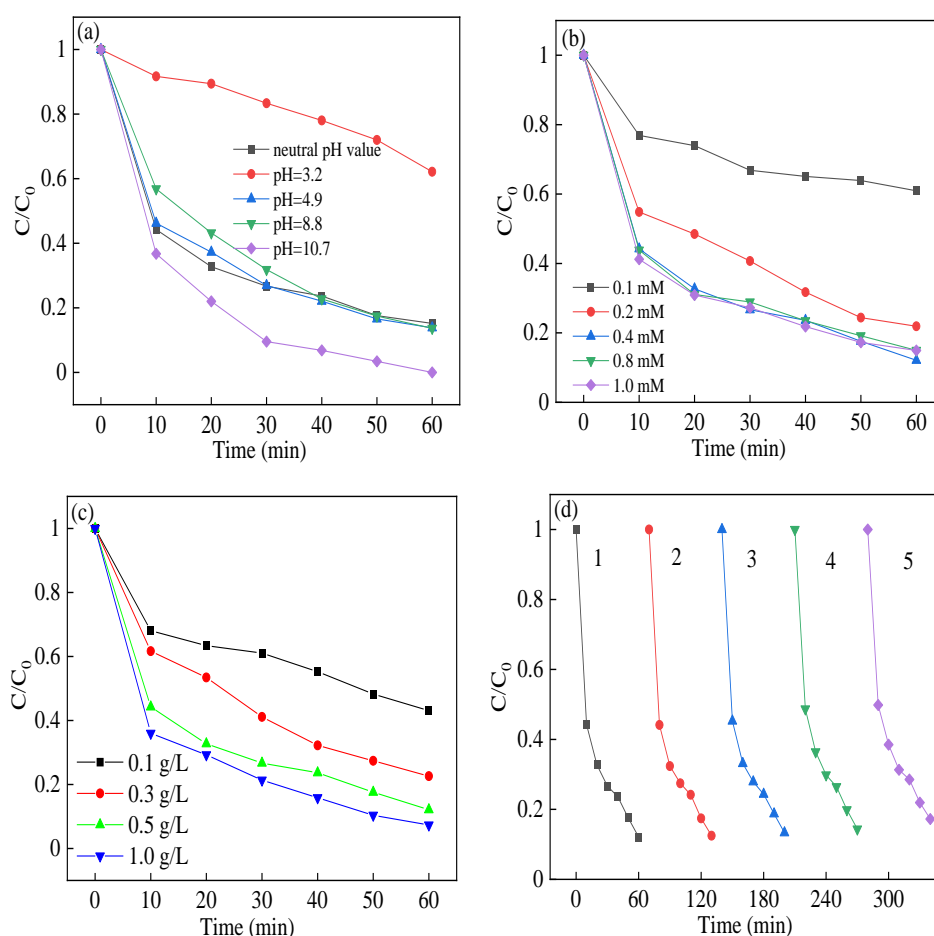 (a)
1
0.8
0.6
0.4
0.2
0
C/C₀
neutral pH value
pH=3.2
pH=4.9
pH=8.8
pH=10.7
0 10 20 30 40 50 60
Time (min)
(b)
1
0.8
0.6
0.4
0.2
0
C/C₀
0.1 mM
0.2 mM
0.4 mM
0.8 mM
1.0 mM
0 10 20 30 40 50 60
Time (min)
(c)
1
0.8
0.6
0.4
0.2
0
C/C₀
0.1 g/L
0.3 g/L
0.5 g/L
1.0 g/L
0 10 20 30 40 50 60
Time (min)
(d)
1
0.8
0.6
0.4
0.2
0
C/C₀
1 2 3 4 5
0 60 120 180 240 300
Time (min)